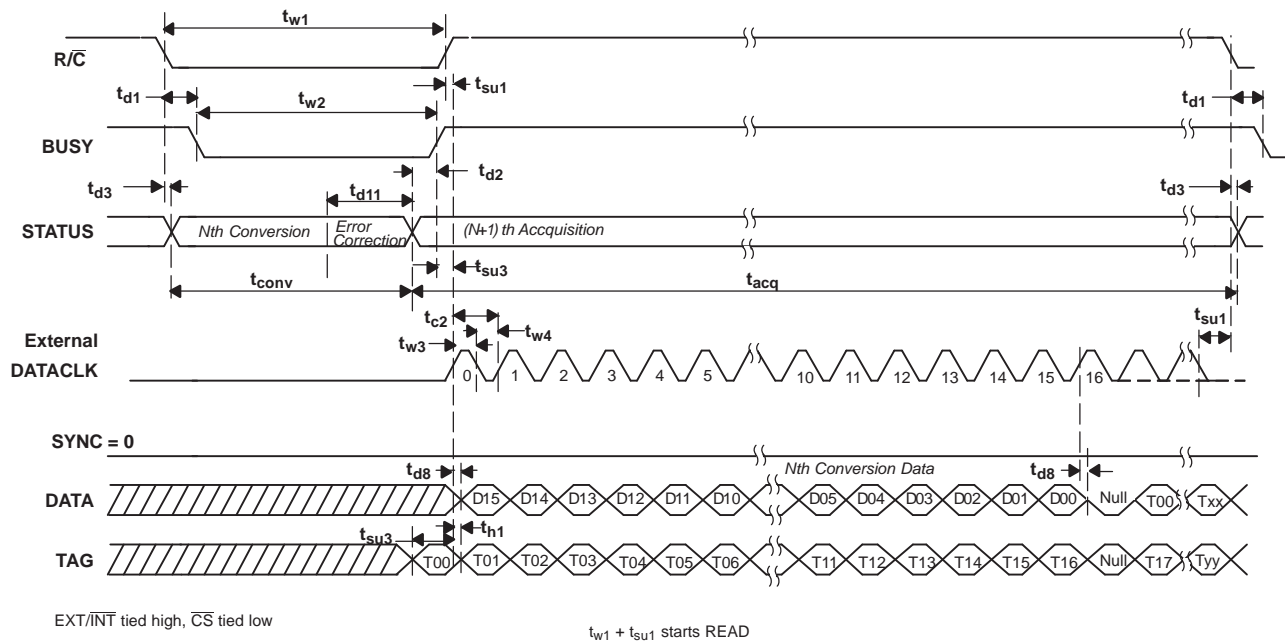 tw1
R/C
tsu1
td1
tw2
td1
BUSY
td2
td3
td11
td3
STATUS
Nth Conversion
Error Correction
(N+1) th Accquisition
tsu3
tconv
tacq
tc2
tsu1
External
tw4
tw3
DATACLK
0 1 2 3 4 5 10 11 12 13 14 15 16
SYNC = 0
td8
Nth Conversion Data
td8
DATA
D15 D14 D13 D12 D11 D10 D05 D04 D03 D02 D01 D00 Null T00 Txx
tsu3
th1
TAG
T00 T01 T02 T03 T04 T05 T06 T11 T12 T13 T14 T15 T16 Null T17 Tyy
EXT/INT tied high, CS tied low
tw1 + tsu1 starts READ